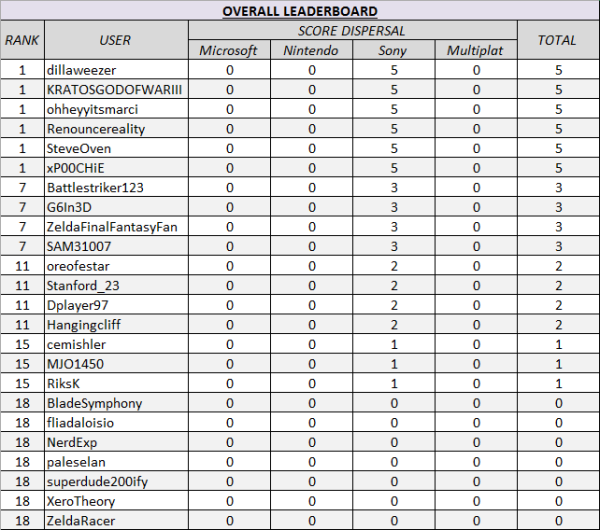 OVERALL LEADERBOARD
RANK USER SCORE DISPERSAL TOTAL
Microsoft Nintendo Sony Multiplat
1 dillaweezer 0 0 5 0 5
1 KRATOSGODOFWARIII 0 0 5 0 5
1 ohheyyitsmarci 0 0 5 0 5
1 Renouncereality 0 0 5 0 5
1 SteveOven 0 0 5 0 5
1 xP00CHiE 0 0 5 0 5
7 Battlestriker123 0 0 3 0 3
7 G6In3D 0 0 3 0 3
7 ZeldaFinalFantasyFan 0 0 3 0 3
7 SAM31007 0 0 3 0 3
11 oreofestar 0 0 2 0 2
11 Stanford_23 0 0 2 0 2
11 Dplayer97 0 0 2 0 2
11 Hangingcliff 0 0 2 0 2
15 cemishler 0 0 1 0 1
15 MJO1450 0 0 1 0 1
15 RiksK 0 0 1 0 1
18 BladeSymphony 0 0 0 0 0
18 fliadaloisio 0 0 0 0 0
18 NerdExp 0 0 0 0 0
18 paleselan 0 0 0 0 0
18 superdude200ify 0 0 0 0 0
18 XeroTheory 0 0 0 0 0
18 ZeldaRacer 0 0 0 0 0